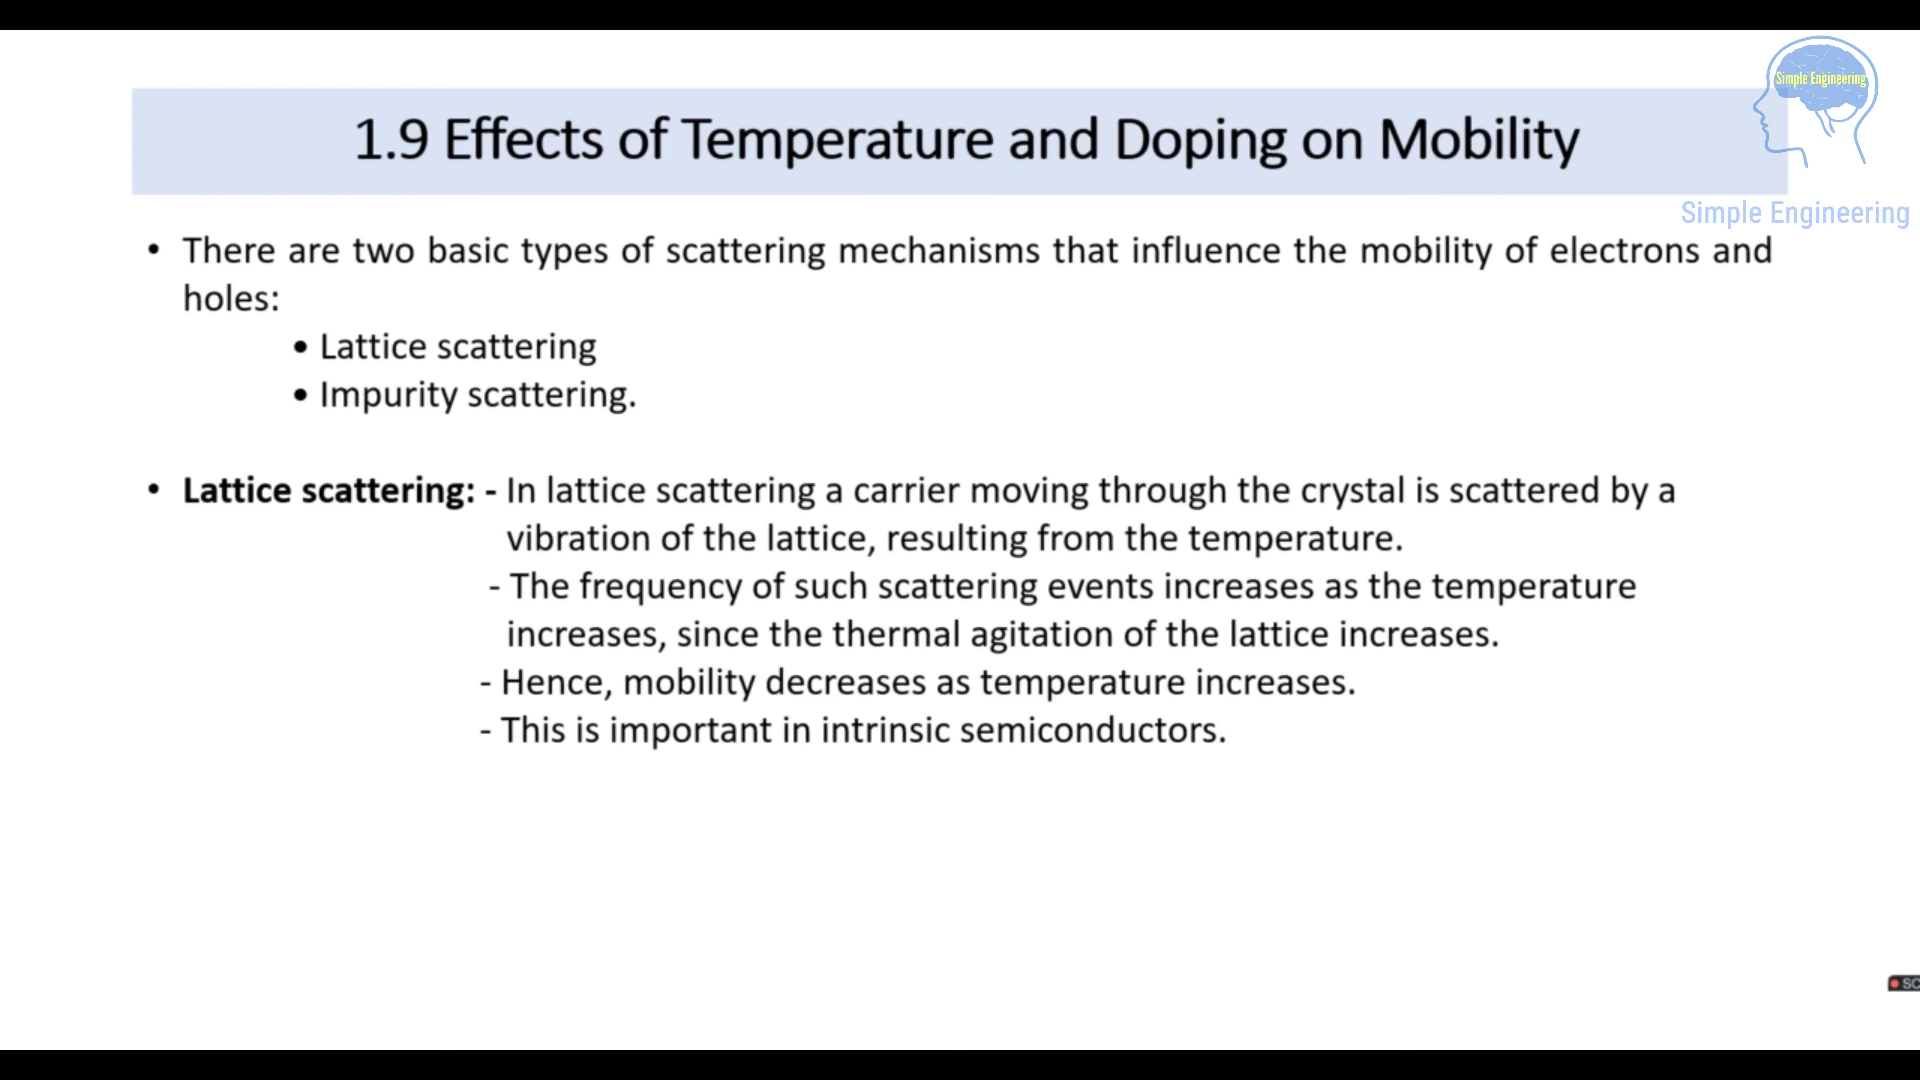 Simple Engineering
1.9 Effects of Temperature and Doping on Mobility
Simple Engineering
• There are two basic types of scattering mechanisms that influence the mobility of electrons and
holes:
• Lattice scattering
• Impurity scattering.
• Lattice scattering: - In lattice scattering a carrier moving through the crystal is scattered by a
vibration of the lattice, resulting from the temperature.
- The frequency of such scattering events increases as the temperature
increases, since the thermal agitation of the lattice increases.
- Hence, mobility decreases as temperature increases.
- This is important in intrinsic semiconductors.